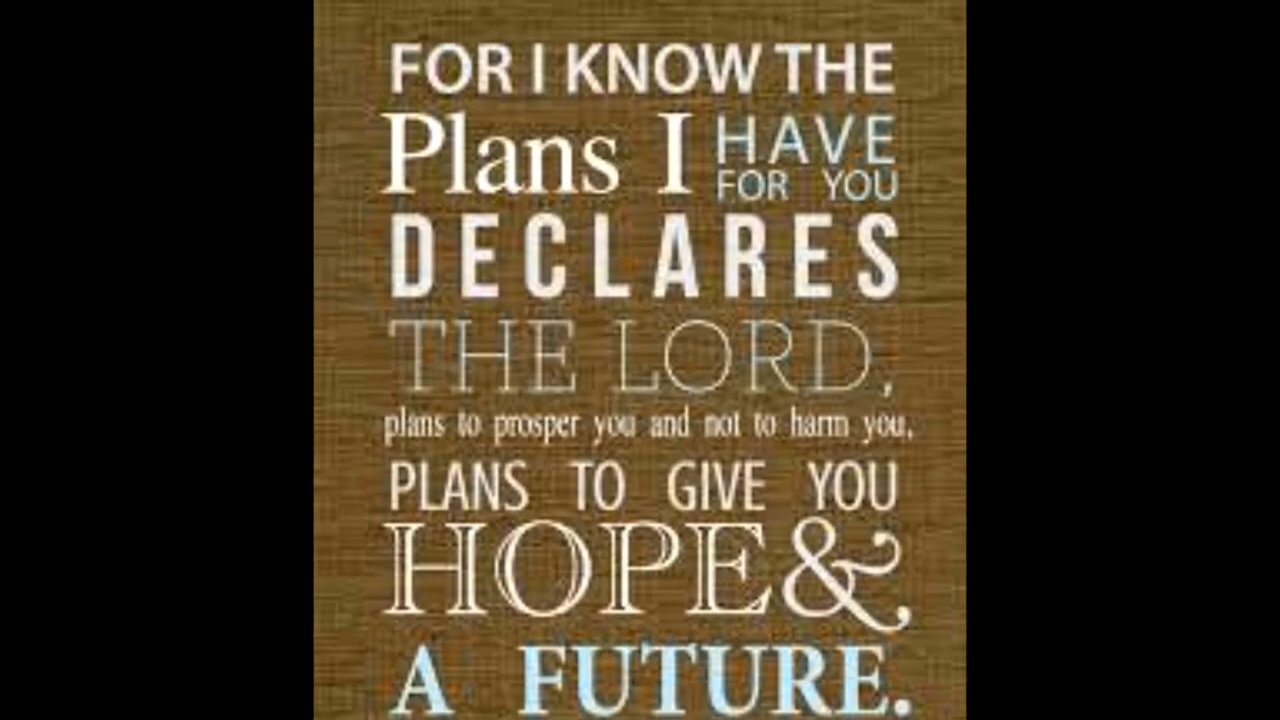 FOR I KNOW THE
Plans I HAVE
FOR YOU
DECLARES
THE LORD,
plans to prosper you and not to harm you,
PLANS TO GIVE YOU
HOPE &
A FUTURE.